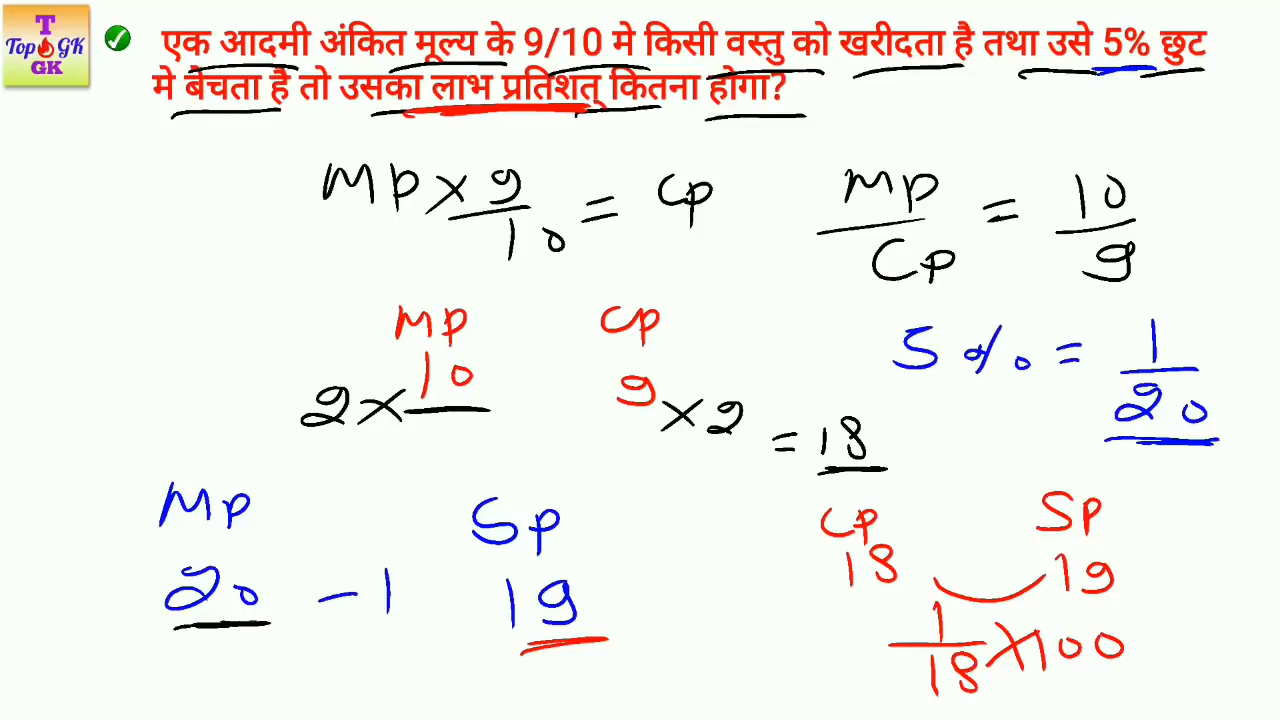 T
Top GK
GK
एक आदमी अंकित मूल्य के 9/10 मे किसी वस्तु को खरीदता है तथा उसे 5% छुट
मे बेचता है तो उसका लाभ प्रतिशत् कितना होगा?
MP × 9/10 = CP
MP/CP = 10/9
MP CP
2 × 10 9 × 2 = 18
5 % = 1/20
MP SP
20 - 1 19
CP SP
18 19
1/18 × 100